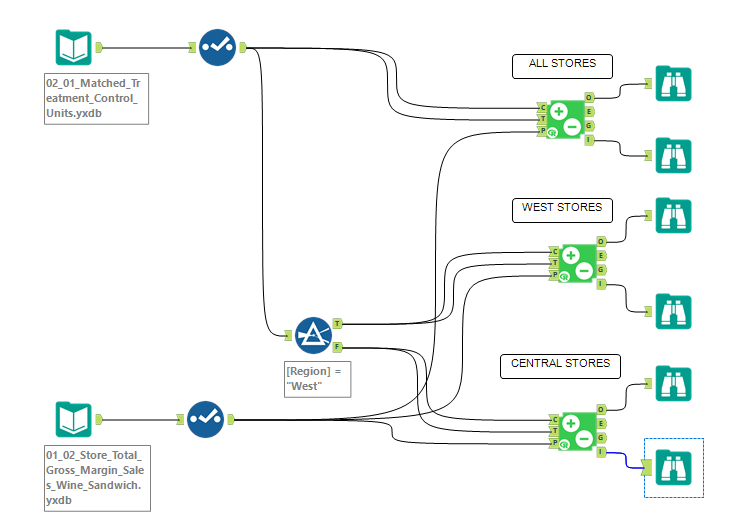 ALL STORES
02_01_Matched_Tr
eatment_Control_
Units.yxdb
C
T
P
O
E
G
I
WEST STORES
C
T
P
O
E
G
I
T
F
[Region] =
"West"
CENTRAL STORES
C
T
P
O
E
G
I
01_02_Store_Total_
Gross_Margin_Sale
s_Wine_Sandwich.
yxdb